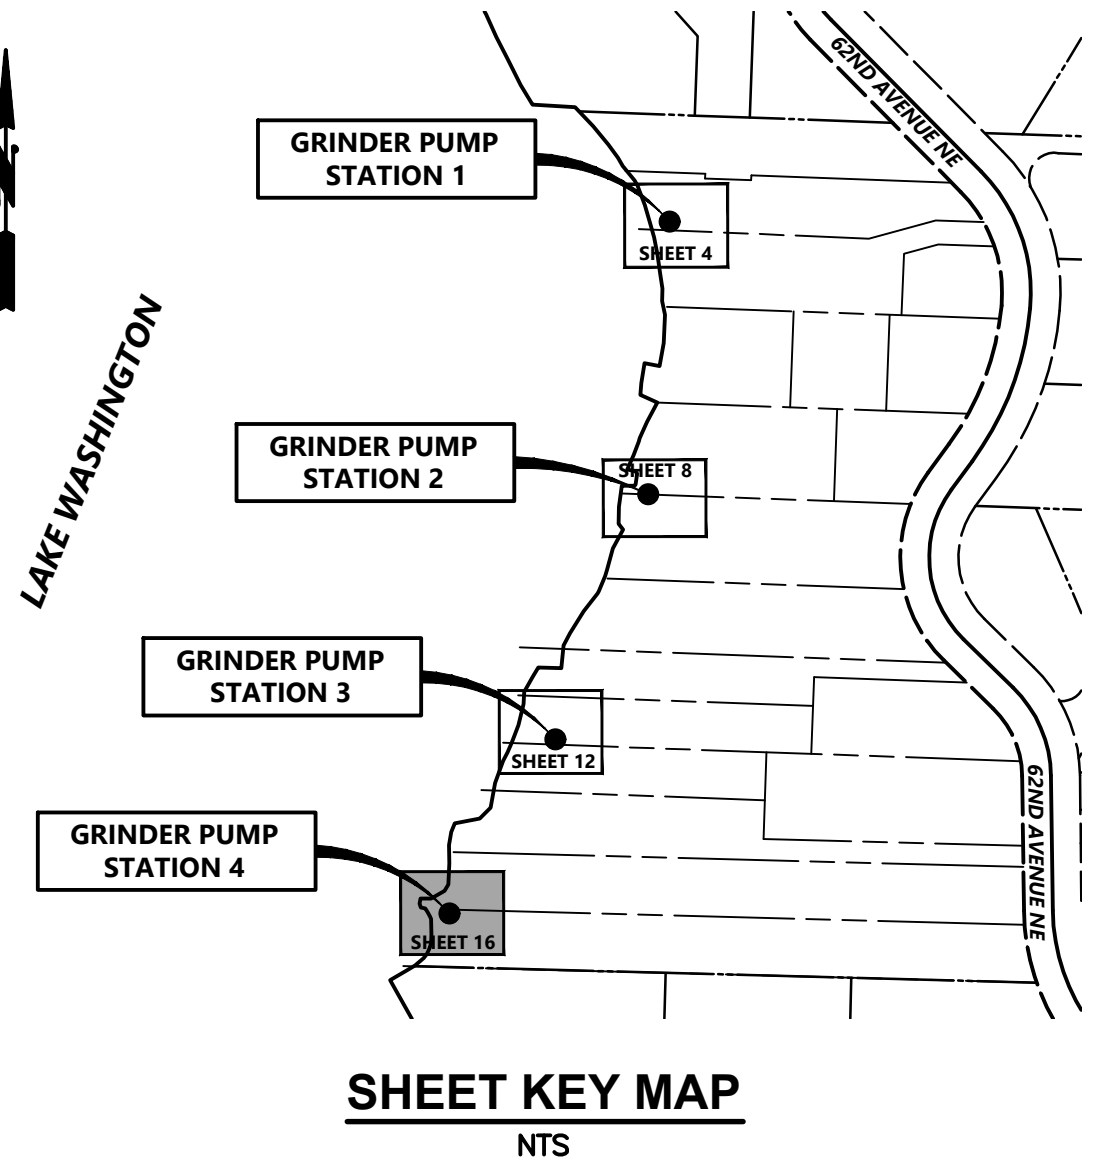 62ND AVENUE NE
GRINDER PUMP
STATION 1
SHEET 4
N
LAKE WASHINGTON
GRINDER PUMP
STATION 2
SHEET 8
GRINDER PUMP
STATION 3
SHEET 12
62ND AVENUE NE
GRINDER PUMP
STATION 4
SHEET 16
SHEET KEY MAP
NTS